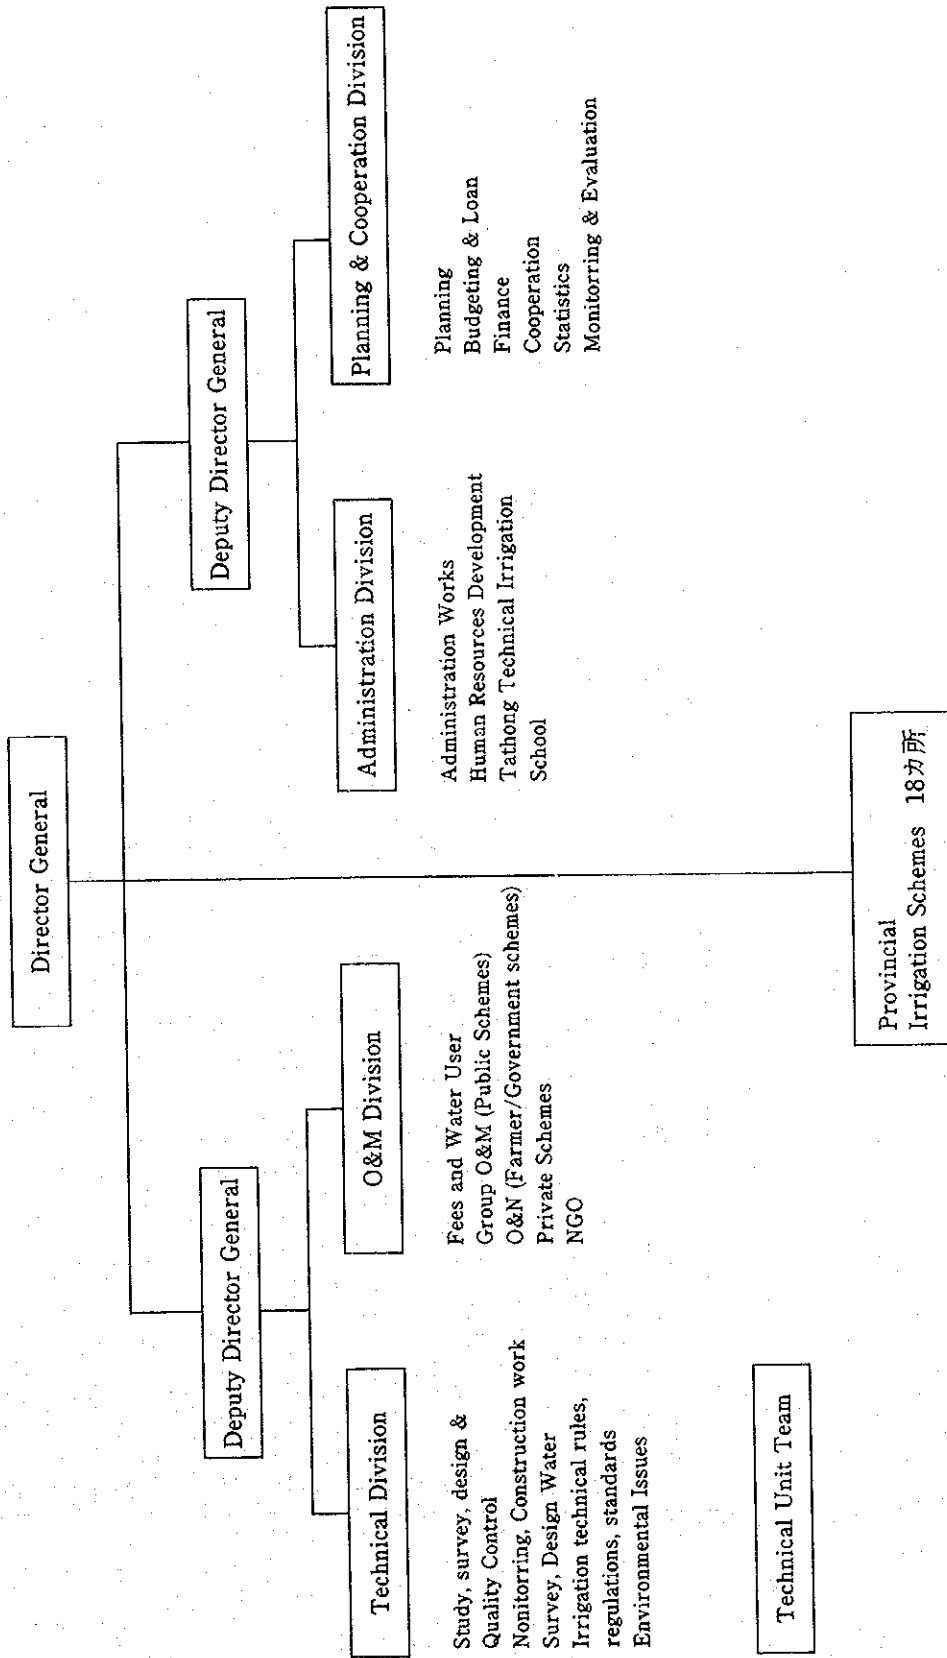 Director General
Deputy Director General
Deputy Director General
Technical Division
O&M Division
Administration Division
Planning & Cooperation Division
Study, survey, design &
Quality Control
Nonitorring, Construction work
Survey, Design Water
Irrigation technical rules,
regulations, standards
Environmental Issues
Fees and Water User
Group O&M (Public Schemes)
O&N (Farmer/Government schemes)
Private Schemes
NGO
Administration Works
Human Resources Development
Tathong Technical Irrigation
School
Planning
Budgeting & Loan
Finance
Cooperation
Statistics
Monitorring & Evaluation
Technical Unit Team
Provincial
Irrigation Schemes 18カ所